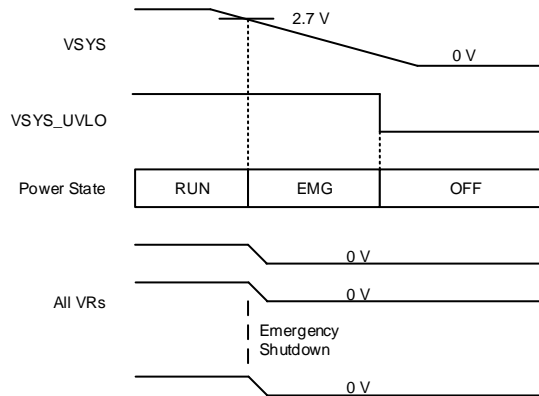 2.7 V
VSYS
0 V
VSYS_UVLO
Power State RUN EMG OFF
0 V
All VRs
0 V
Emergency
Shutdown
0 V